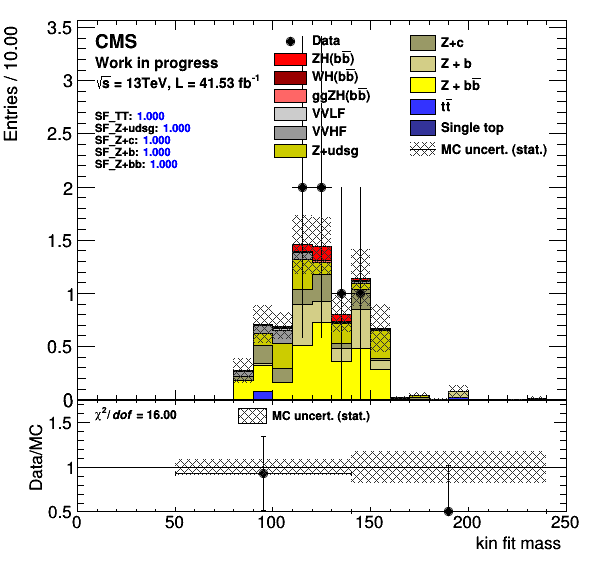 CMS
Work in progress
√s = 13TeV, L = 41.53 fb⁻¹
SF_TT: 1.000
SF_Z+udsg: 1.000
SF_Z+c: 1.000
SF_Z+b: 1.000
SF_Z+bb: 1.000
Data
ZH(bb̅)
WH(bb̅)
ggZH(bb̅)
VVLF
VVHF
Z+udsg
Z+c
Z + b
Z + bb̅
tt̅
Single top
MC uncert. (stat.)
Entries / 10.00
3.5
3
2.5
2
1.5
1
0.5
0
χ²/dof = 16.00
MC uncert. (stat.)
Data/MC
1.5
1
0.5
0 50 100 150 200 250
kin fit mass